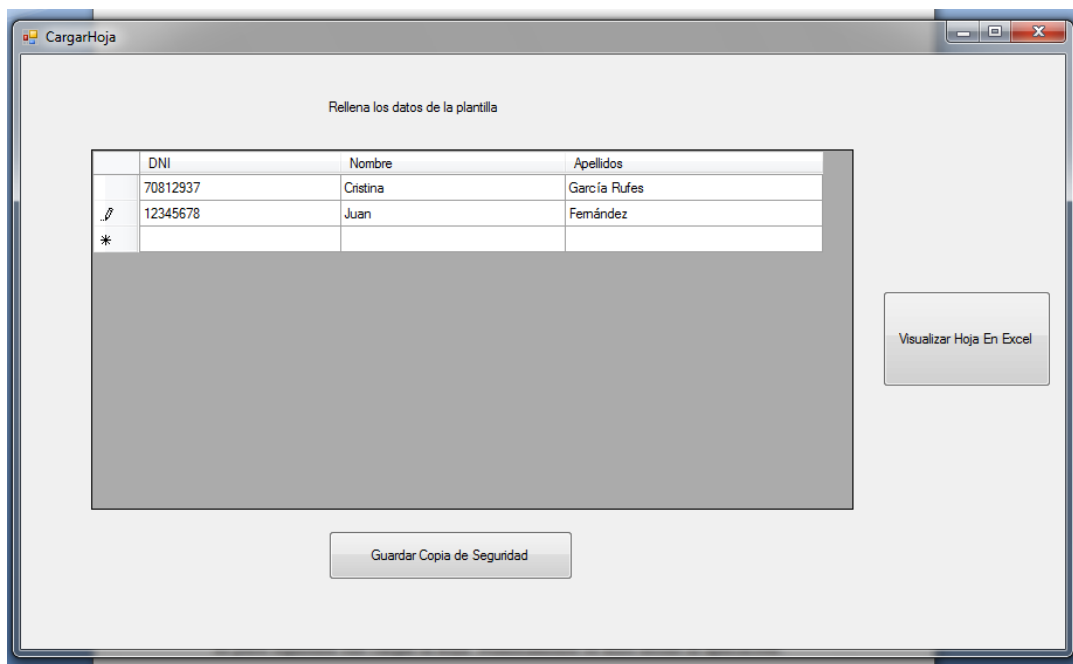 CargarHoja
Rellena los datos de la plantilla
DNI Nombre Apellidos
70812937 Cristina García Rufes
12345678 Juan Fernández
Visualizar Hoja En Excel
Guardar Copia de Seguridad